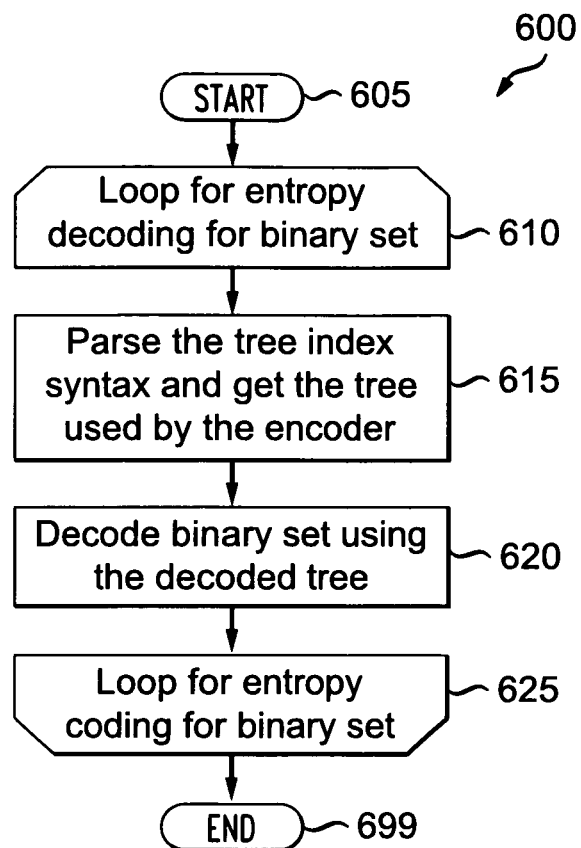 600
START 605
Loop for entropy
decoding for binary set 610
Parse the tree index
syntax and get the tree 615
used by the encoder
Decode binary set using
the decoded tree 620
Loop for entropy 625
coding for binary set
END 699